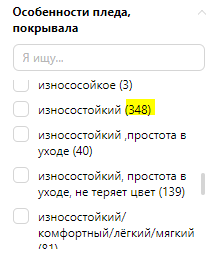 Особенности пледа,
покрывала
Я ищу...
износосойкое (3)
износостойкий (348)
износостойкий ,простота в
уходе (40)
износостойкий, простота в
уходе, не теряет цвет (139)
износостойкий/
комфортный/лёгкий/мягкий
(81)